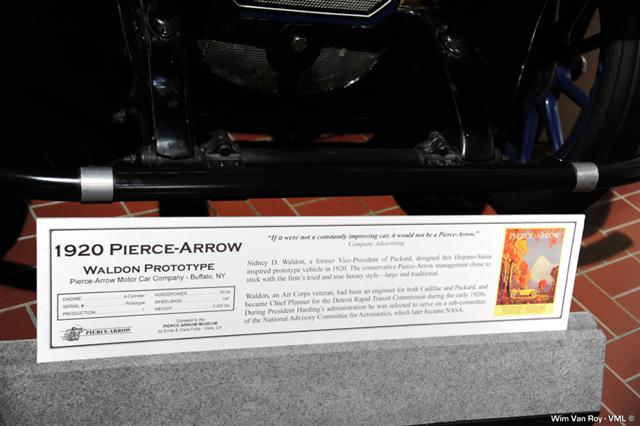 "If it were not a constantly improving car, it would not be a Pierce-Arrow."
Company Advertising
1920 PIERCE-ARROW
WALDON PROTOTYPE
Pierce-Arrow Motor Car Company - Buffalo, NY
ENGINE: 4-Cylinder HORSEPOWER:
SERIAL #: Prototype WHEELBASE: 134"
PRODUCTION: 1 WEIGHT:
PIERCE-ARROW
Donated to the
PIERCE-ARROW MUSEUM
by Ernie & Clara Follis - Vista, CA
Sidney D. Waldon, a former Vice-President of Packard, designed this Hispano-Suiza
inspired prototype vehicle in 1920. The conservative Pierce-Arrow management chose to
stick with the firm's tried and true luxury style—large and traditional.
Waldon, an Air Corps veteran, had been an engineer for both Cadillac and Packard, and
became Chief Planner for the Detroit Rapid Transit Commission during the early 1920s.
During President Harding's administration he was selected to serve on a sub-committee
of the National Advisory Committee for Aeronautics, which later became NASA.
PIERCE-ARROW
Wim Van Roy - VML ©